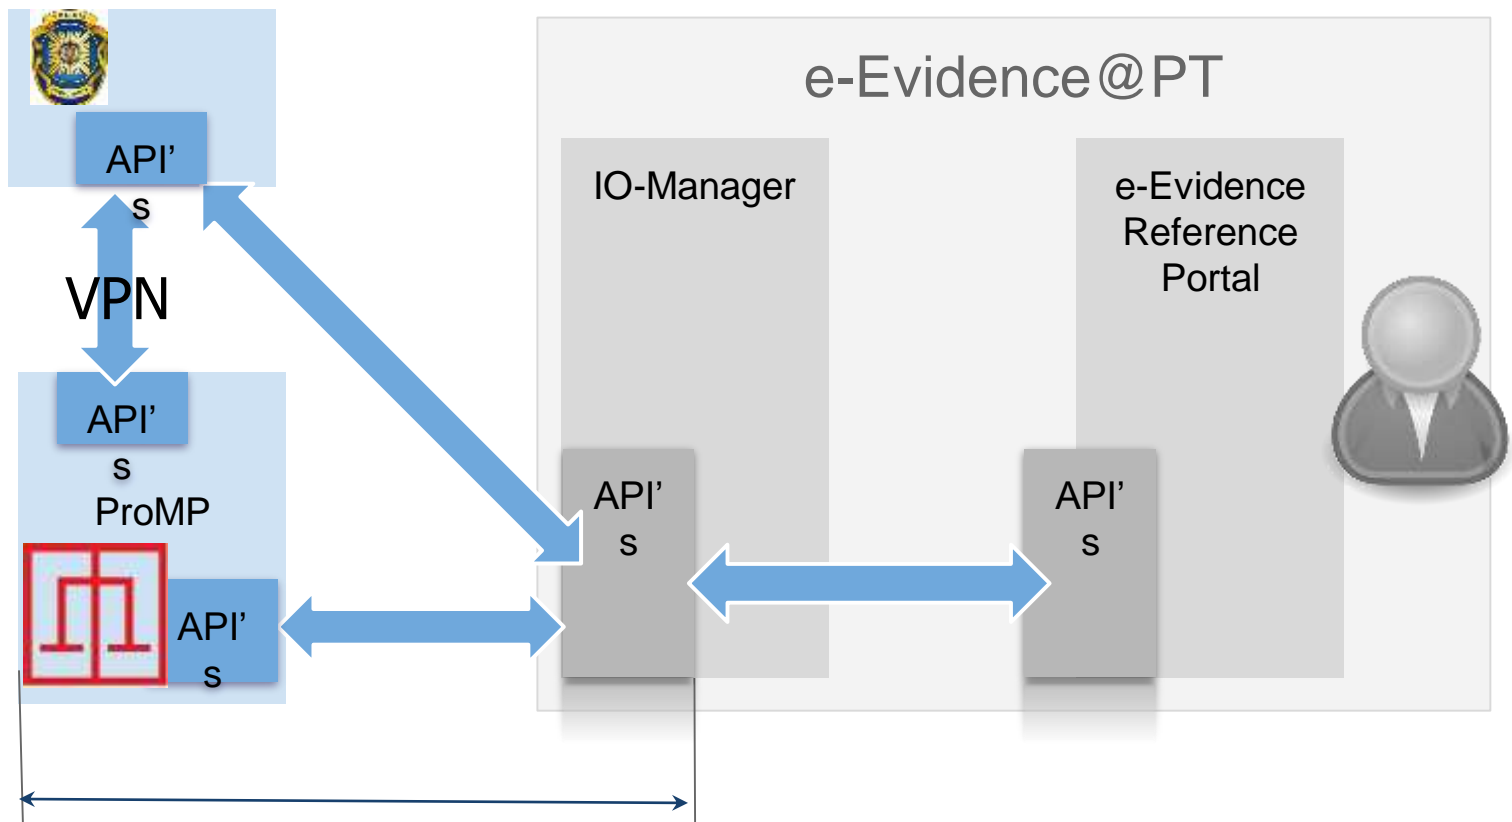 e-Evidence@PT
API’
s
VPN
API’
s
ProMP
API’
s
IO-Manager
API’
s
e-Evidence
Reference
Portal
API’
s